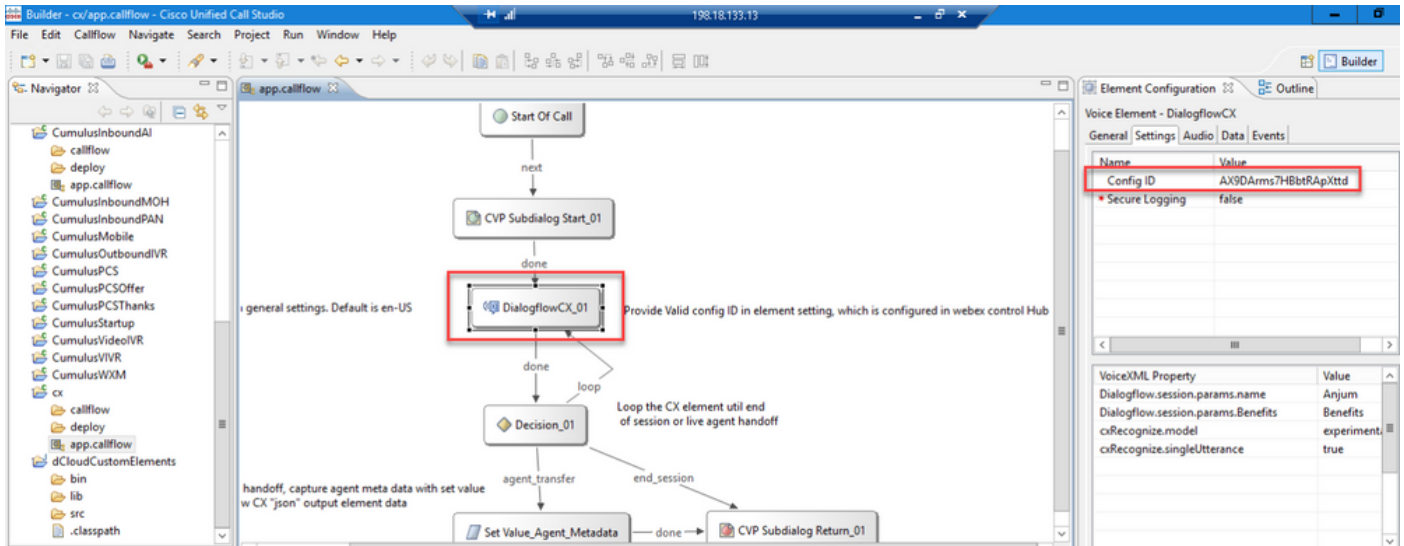 Builder - cx/app.callflow - Cisco Unified Call Studio
198.18.133.13
File Edit Callflow Navigate Search Project Run Window Help
Builder
Navigator
CumulusInboundAI
callflow
deploy
app.callflow
CumulusInboundMOH
CumulusInboundPAN
CumulusMobile
CumulusOutboundIVR
CumulusPCS
CumulusPCSOffer
CumulusPCSThanks
CumulusStartup
CumulusVideoIVR
CumulusVIVR
CumulusWXM
cx
callflow
deploy
app.callflow
dCloudCustomElements
bin
lib
src
.classpath
app.callflow
Start Of Call
next
CVP Subdialog Start_01
done
general settings. Default is en-US
DialogflowCX_01
Provide Valid config ID in element setting, which is configured in webex control Hub
done
loop
Decision_01
Loop the CX element util end
of session or live agent handoff
agent_transfer
end_session
handoff, capture agent meta data with set value
w CX "json" output element data
Set Value_Agent_Metadata
done
CVP Subdialog Return_01
Element Configuration
Outline
Voice Element - DialogflowCX
General Settings Audio Data Events
Name Value
Config ID AX9DArms7HBbtRApXttd
* Secure Logging false
VoiceXML Property Value
Dialogflow.session.params.name Anjum
Dialogflow.session.params.Benefits Benefits
cxRecognize.model experiment
cxRecognize.singleUtterance true